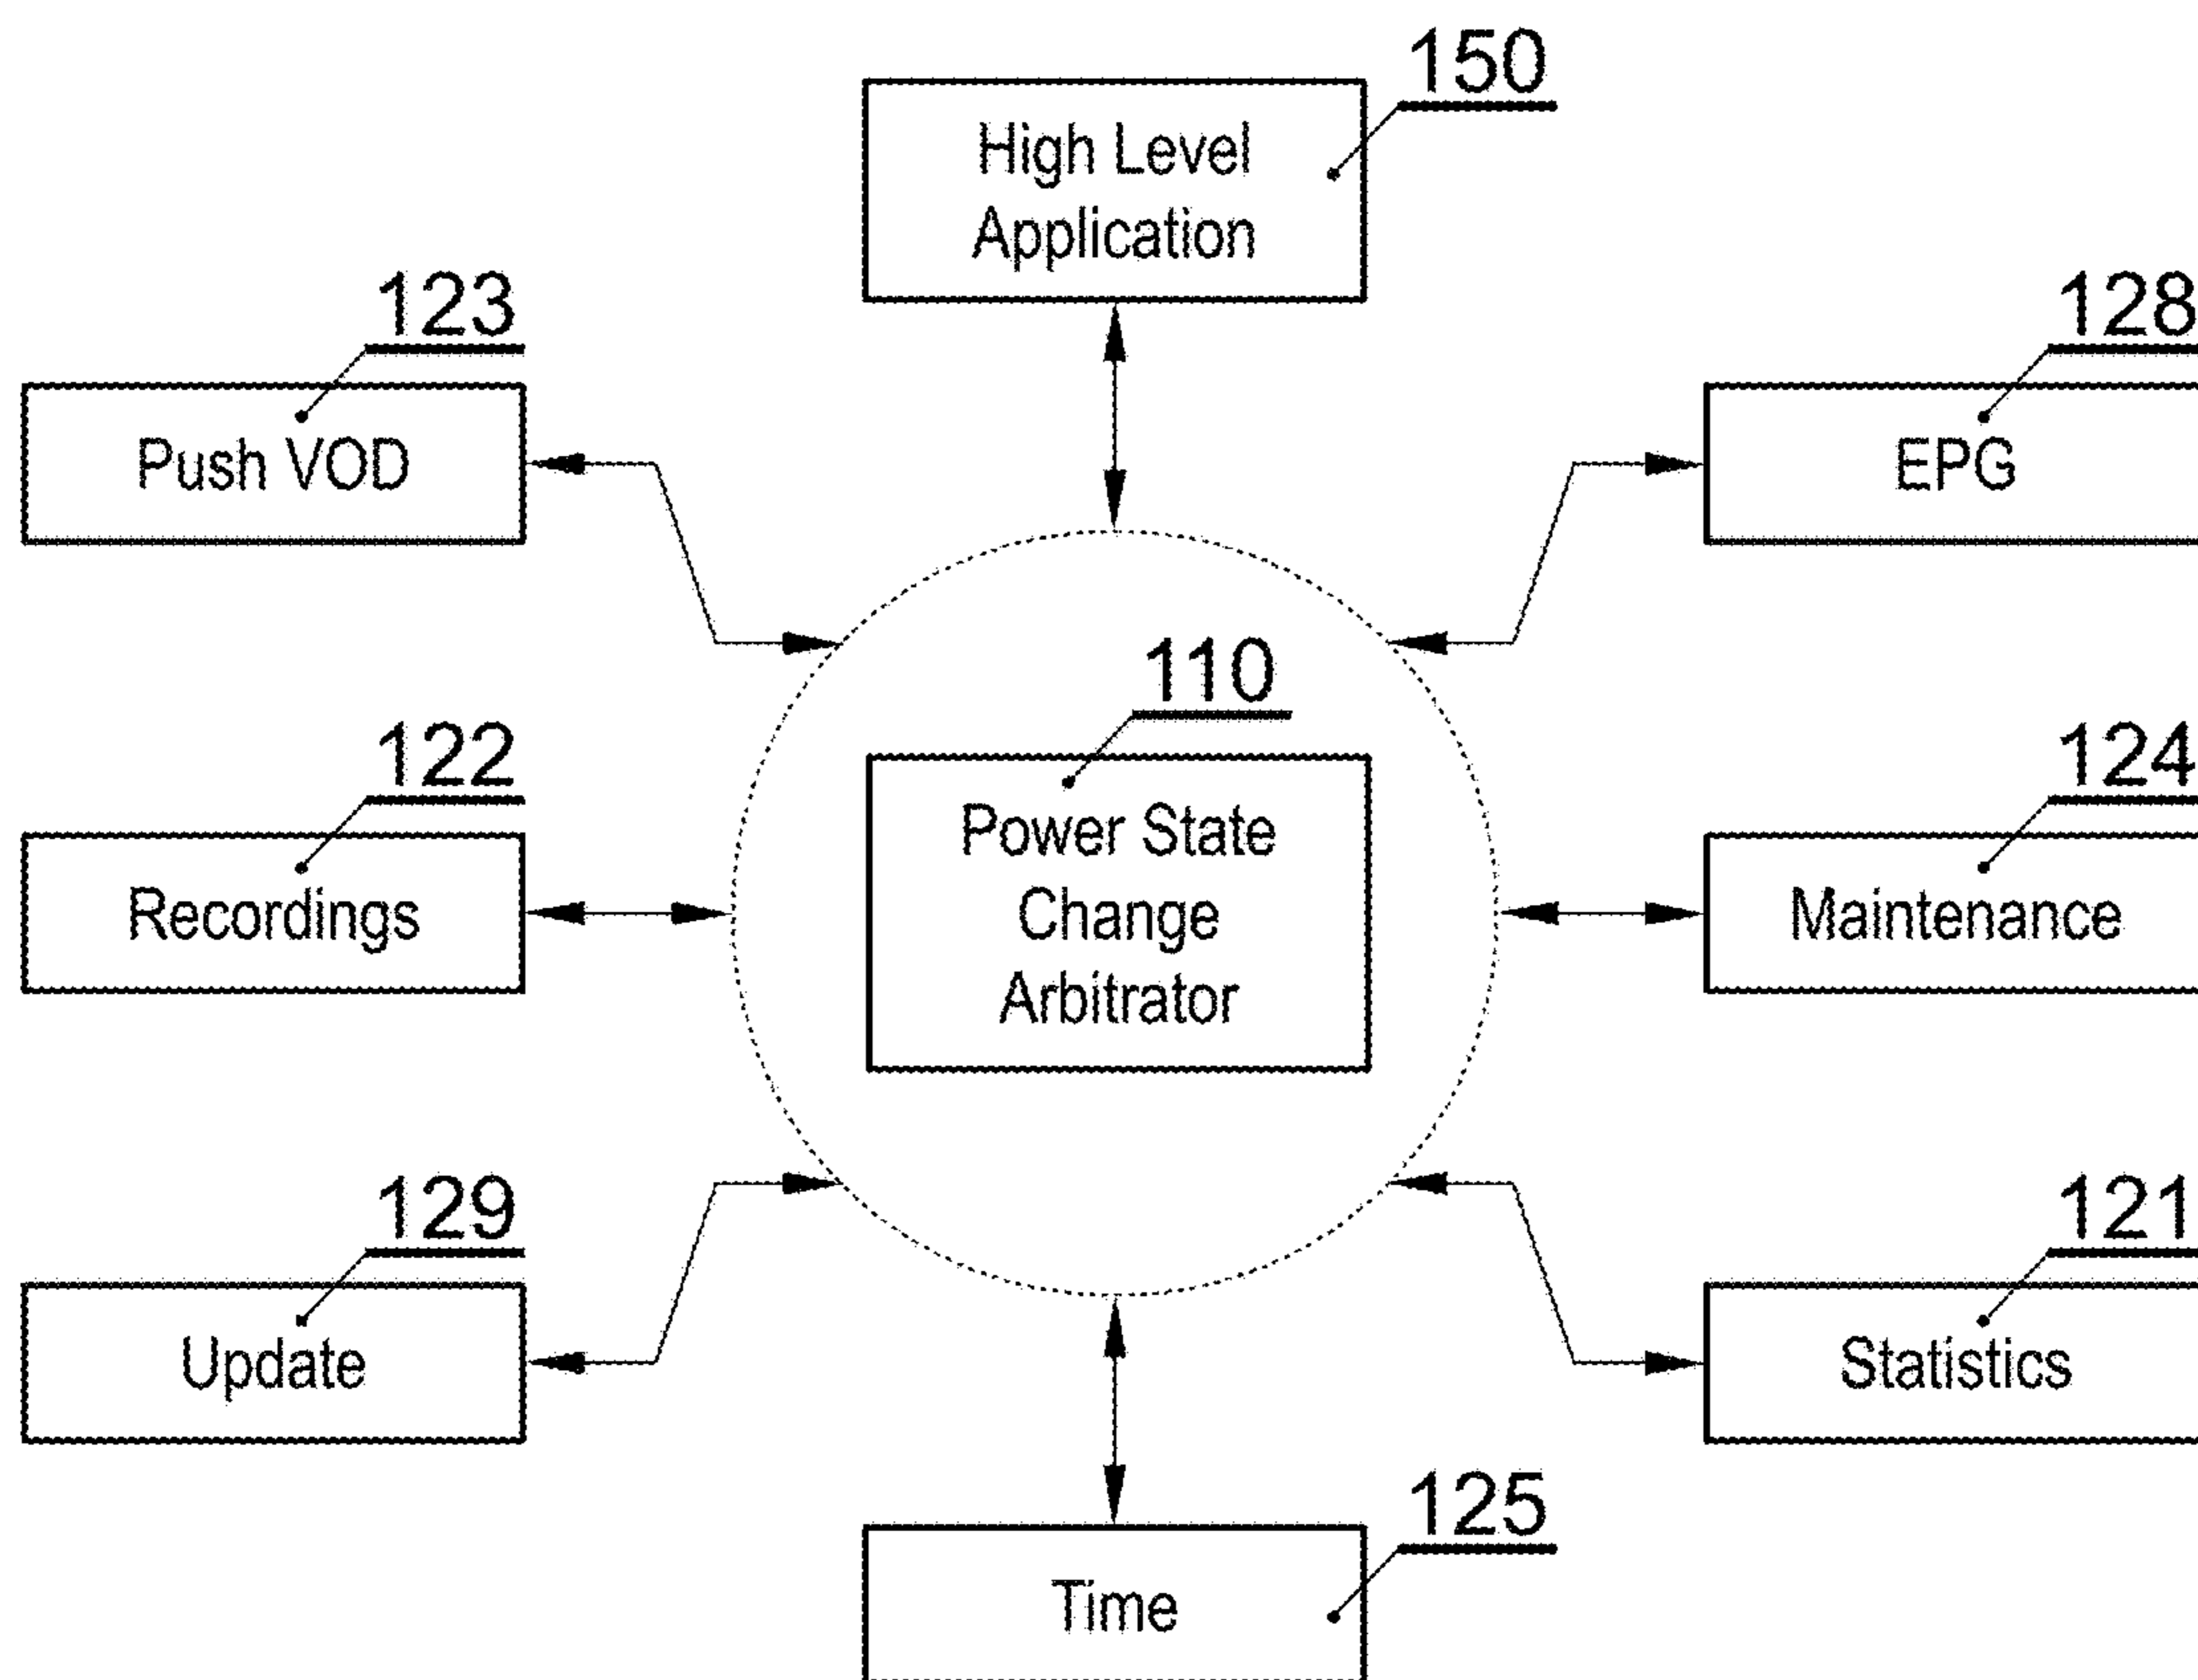 150
High Level
Application
123
Push VOD
128
EPG
110
Power State
Change
Arbitrator
122
Recordings
124
Maintenance
129
Update
121
Statistics
125
Time